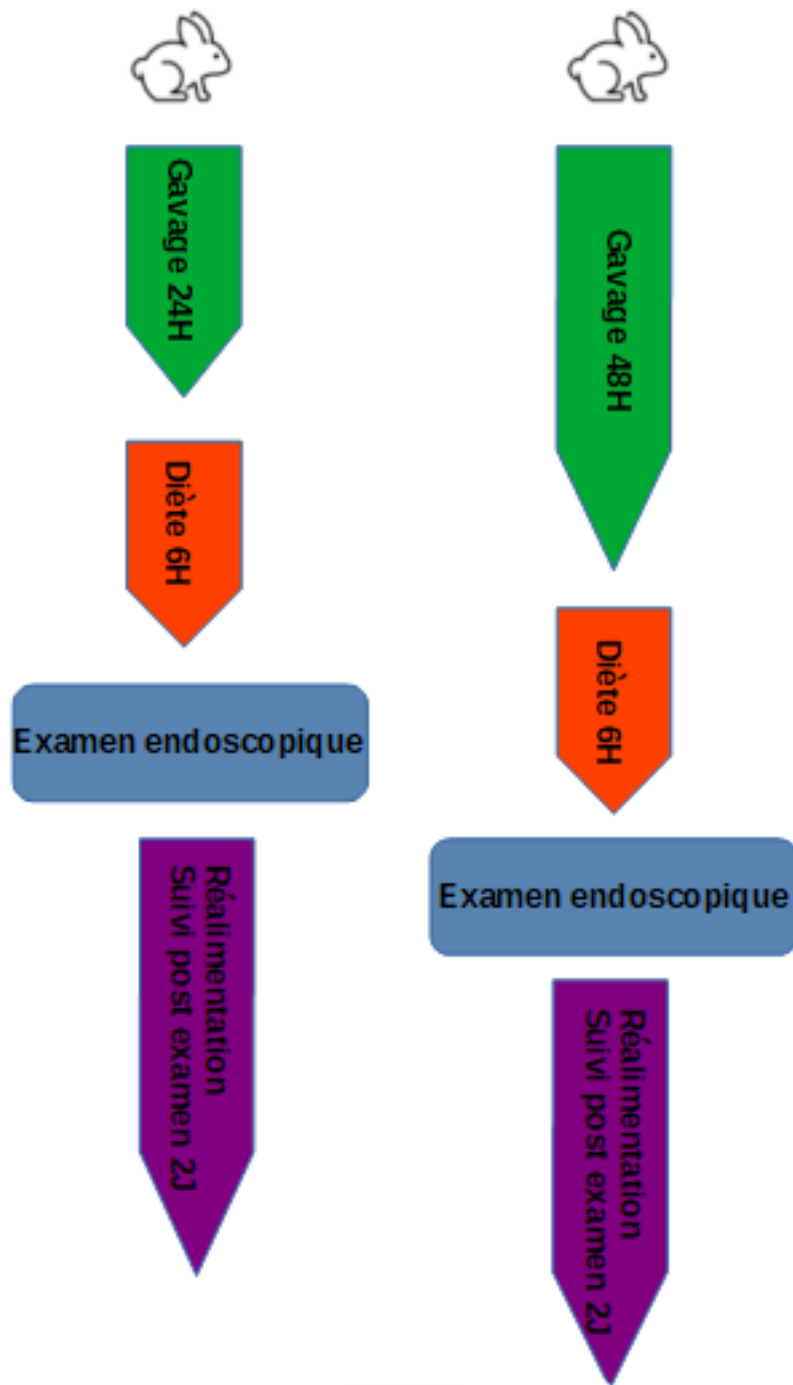 Gavage 24H
Diète 6H
Examen endoscopique
Réalimentation
Suivi post examen 2J
Gavage 48H
Diète 6H
Examen endoscopique
Réalimentation
Suivi post examen 2J